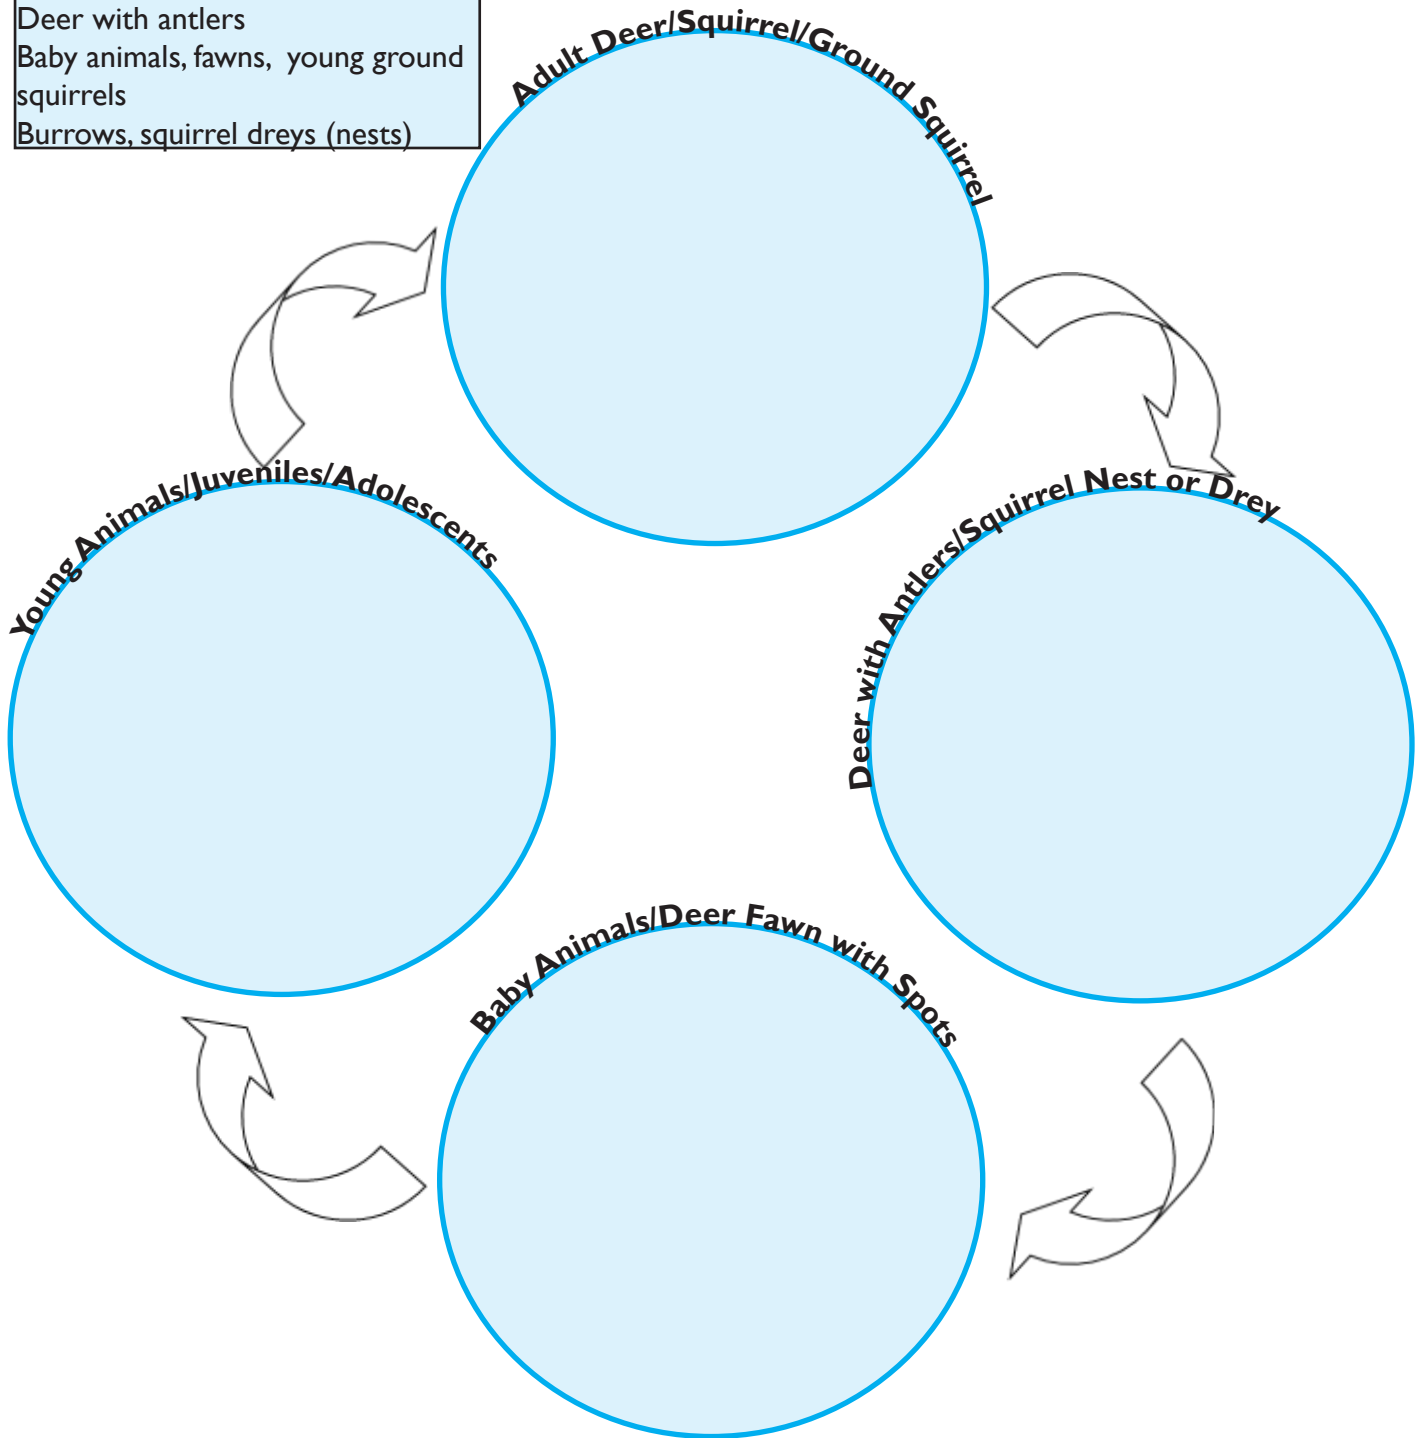 Deer with antlers
Baby animals, fawns, young ground
squirrels
Burrows, squirrel dreys (nests)
Adult Deer/Squirrel/Ground Squirrel
Young Animals/Juveniles/Adolescents
Deer with Antlers/Squirrel Nest or Drey
Baby Animals/Deer Fawn with Spots